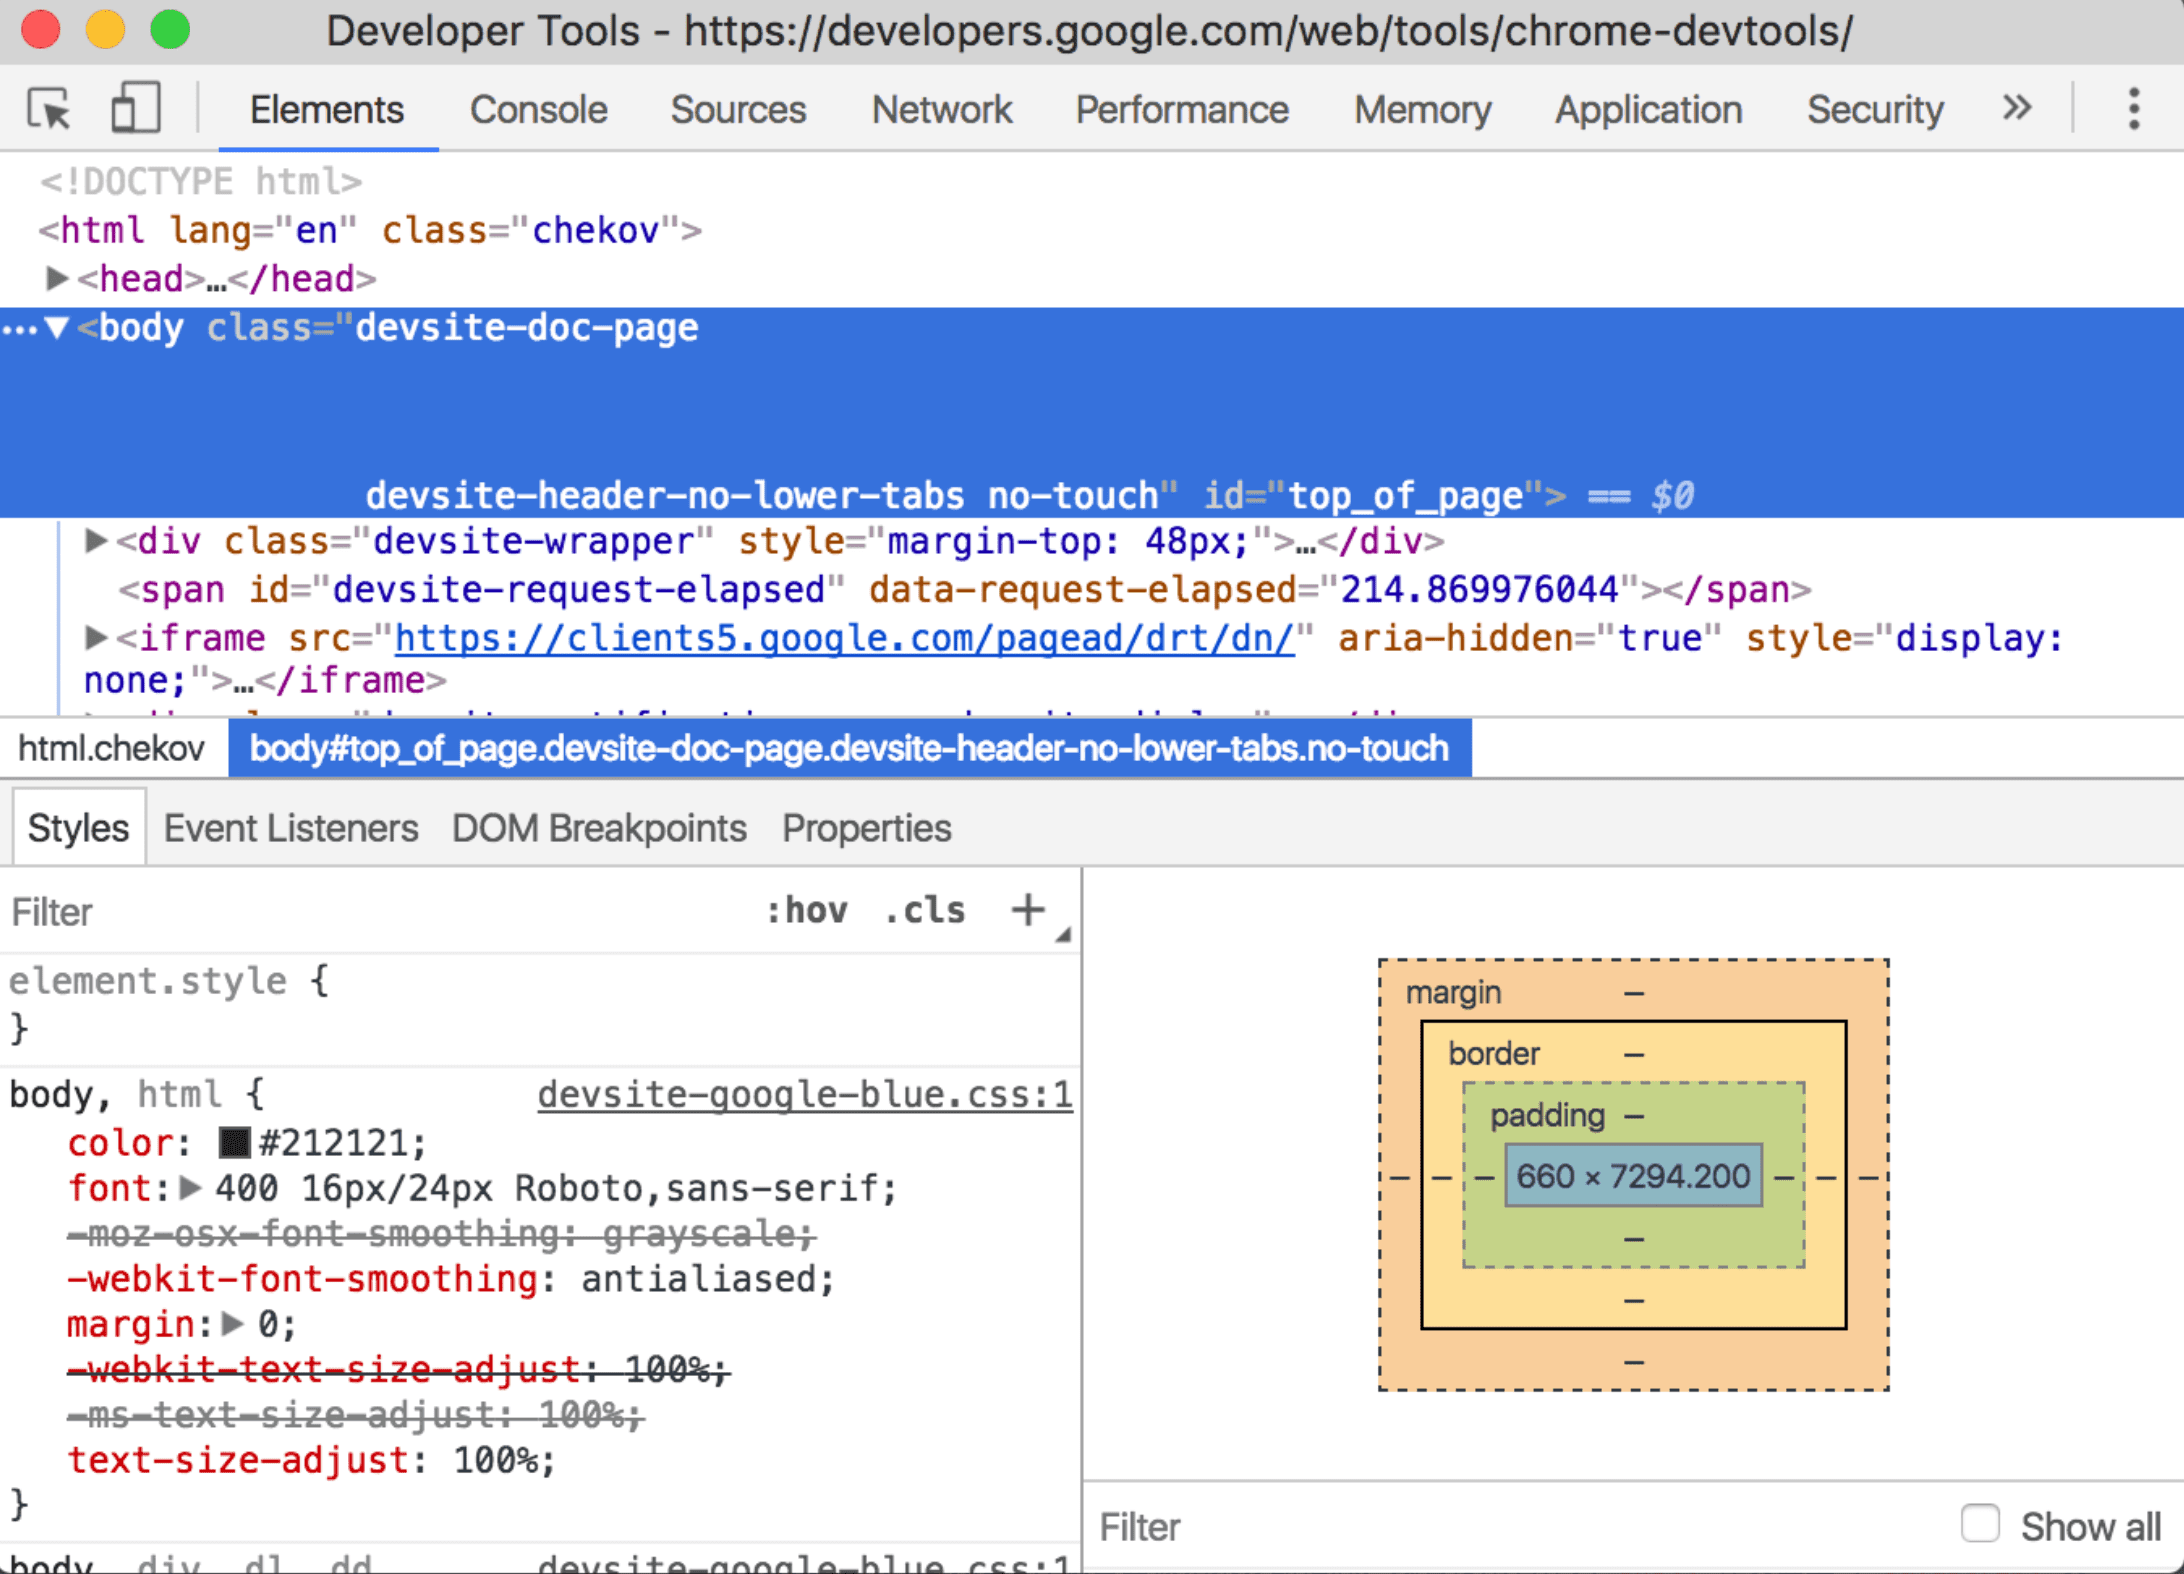 Developer Tools - https://developers.google.com/web/tools/chrome-devtools/
Elements Console Sources Network Performance Memory Application Security »
<!DOCTYPE html>
<html lang="en" class="chekov">
▶<head>…</head>
…▼<body class="devsite-doc-page
devsite-header-no-lower-tabs no-touch" id="top_of_page"> == $0
▶<div class="devsite-wrapper" style="margin-top: 48px;">…</div>
<span id="devsite-request-elapsed" data-request-elapsed="214.869976044"></span>
▶<iframe src="https://clients5.google.com/pagead/drt/dn/" aria-hidden="true" style="display:
none;">…</iframe>
html.chekov body#top_of_page.devsite-doc-page.devsite-header-no-lower-tabs.no-touch
Styles Event Listeners DOM Breakpoints Properties
Filter :hov .cls +
element.style {
}
body, html { devsite-google-blue.css:1
color: #212121;
font:▶ 400 16px/24px Roboto,sans-serif;
-moz-osx-font-smoothing: grayscale;
-webkit-font-smoothing: antialiased;
margin:▶ 0;
-webkit-text-size-adjust: 100%;
-ms-text-size-adjust: 100%;
text-size-adjust: 100%;
}
body, div, dl, dd, devsite-google-blue.css:1
margin –
border –
padding –
– – – 660 × 7294.200 – – –
–
–
–
Filter Show all